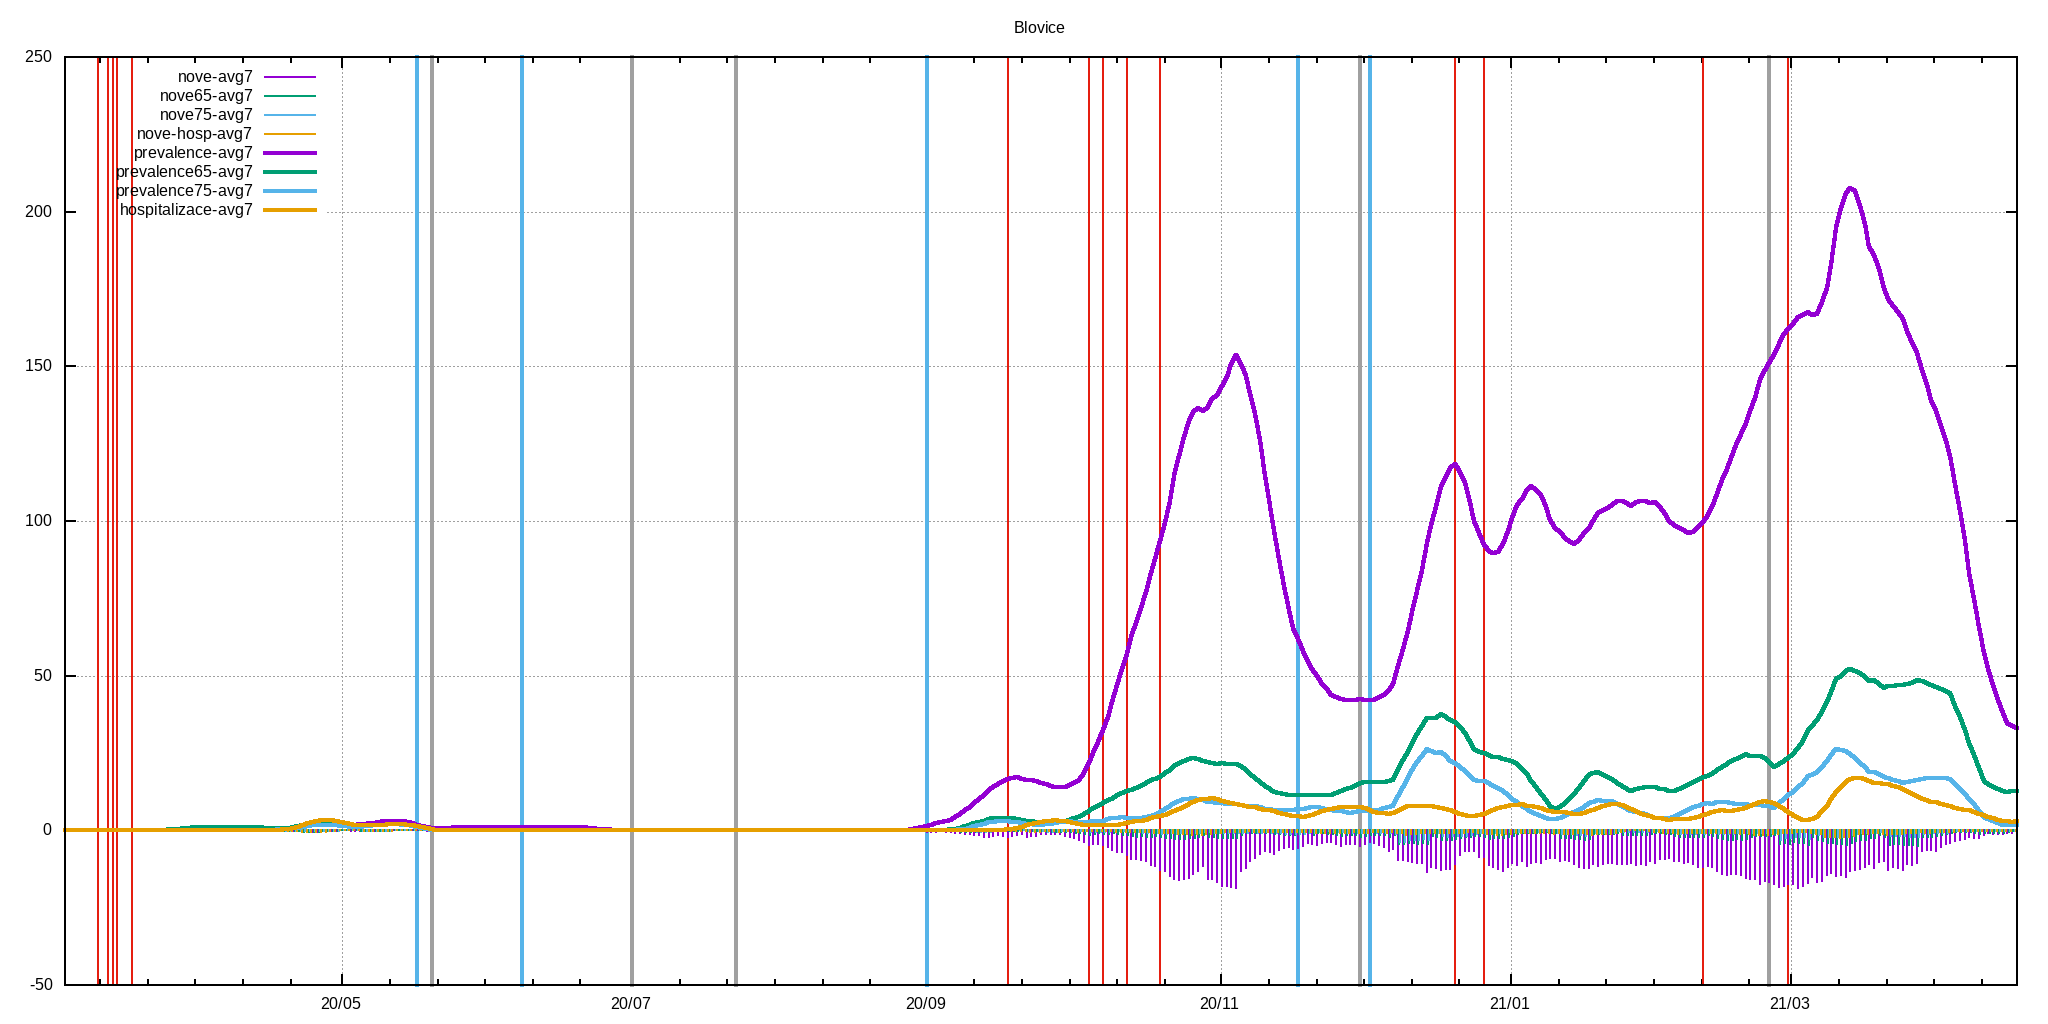 Blovice
250
200
150
100
50
0
-50
nove-avg7
nove65-avg7
nove75-avg7
nove-hosp-avg7
prevalence-avg7
prevalence65-avg7
prevalence75-avg7
hospitalizace-avg7
20/05 20/07 20/09 20/11 21/01 21/03